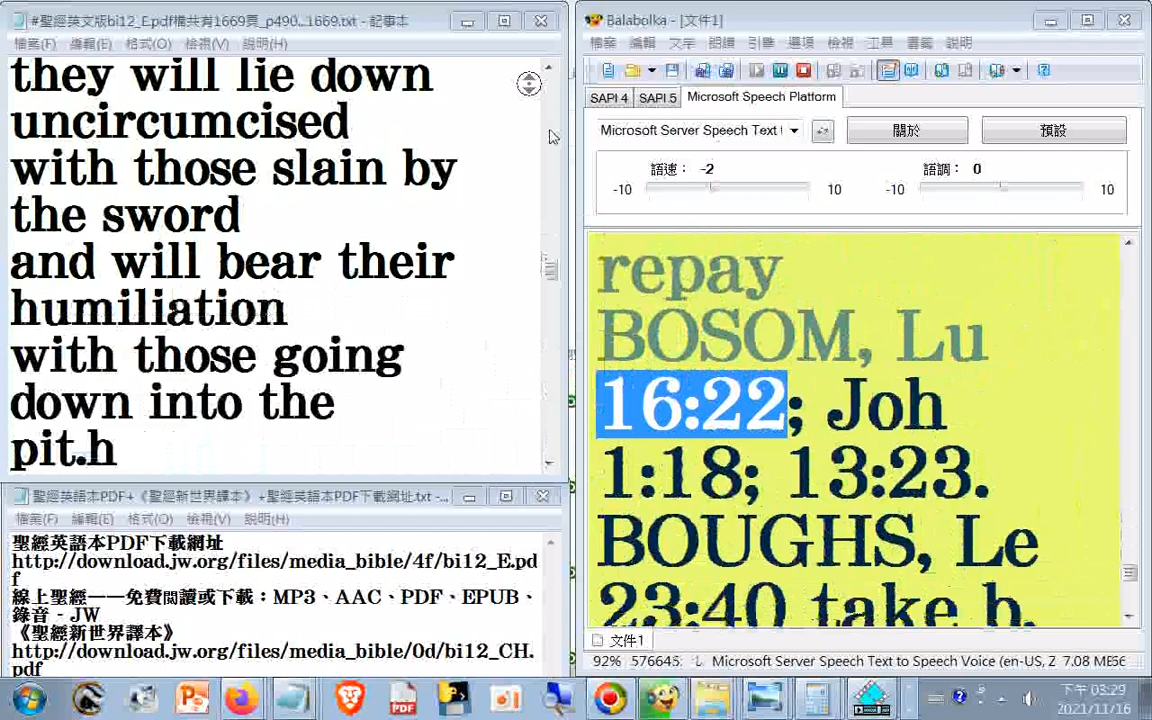 #聖經英文版bi12_E.pdf檔共有1669頁_p490...1669.txt - 記事本
檔案(F) 編輯(E) 格式(O) 檢視(V) 說明(H)
they will lie down
uncircumcised
with those slain by
the sword
and will bear their
humiliation
with those going
down into the
pit.h
聖經英語本PDF+《聖經新世界譯本》+聖經英語本PDF下載網址.txt -...
檔案(F) 編輯(E) 格式(O) 檢視(V) 說明(H)
聖經英語本PDF下載網址
http://download.jw.org/files/media_bible/4f/bi12_E.pd
f
線上聖經——免費閱讀或下載：MP3、AAC、PDF、EPUB、
錄音 - JW
《聖經新世界譯本》
http://download.jw.org/files/media_bible/0d/bi12_CH.
pdf
Balabolka - [文件1]
檔案 編輯 文字 朗讀 引擎 選項 檢視 工具 書籤 說明
SAPI 4 SAPI 5 Microsoft Speech Platform
Microsoft Server Speech Text 關於 預設
語速： -2 語調： 0
-10 10 -10 10
repay
BOSOM, Lu
16:22; Joh
1:18; 13:23.
BOUGHS, Le
23:40 take b.
文件1
92% 576645 Microsoft Server Speech Text to Speech Voice (en-US, Z 7.08 ME
下午 03:29
2021/11/16